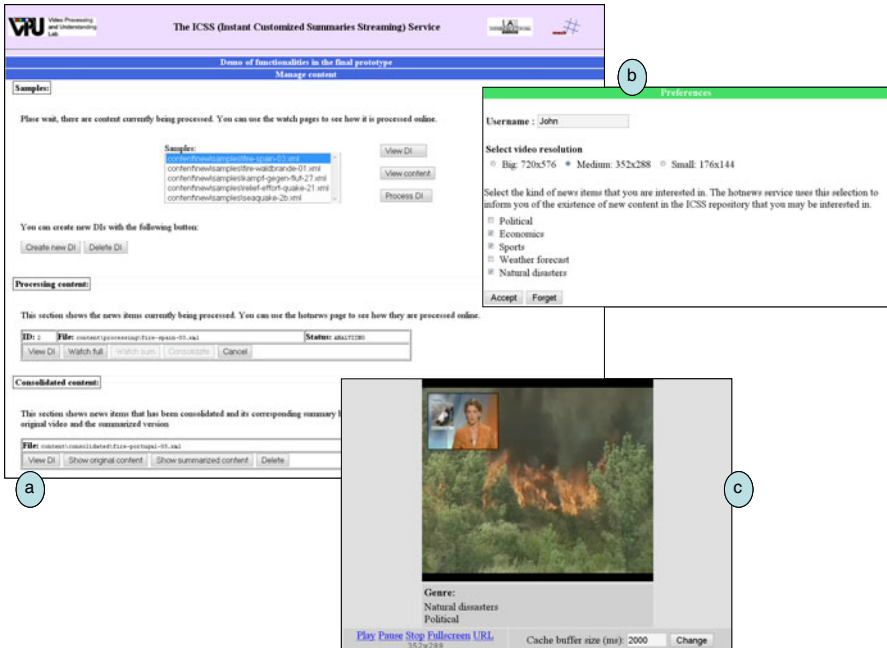 VPU Video Processing
and Understanding
Lab
The ICSS (Instant Customized Summaries Streaming) Service
Demo of functionalities in the final prototype
Manage content
Samples:
Plase wait, there are content currently being processed. You can use the watch pages to see how it is processed online.
Samples:
content\new\samples\fire-spain-03.xml
content\new\samples\fire-waldbrande-01.xml
content\new\samples\kampf-gegen-flut-27.xml
content\new\samples\relief-effort-quake-21.xml
content\new\samples\seaquake-2b.xml
View DI
View content
Process DI
You can create new DIs with the following button:
Create new DI Delete DI
Processing content:
This section shows the news items currently being processed. You can use the hotnews page to see how they are processed online.
ID: 2 File: content\processing\fire-spain-03.xml Status: ANALYZING
View DI Watch full Watch sum Consolidate Cancel
Consolidated content:
This section shows news items that has been consolidated and its corresponding summary
original video and the summarized version
File: content\consolidated\fire-portugal-05.xml
View DI Show original content Show summarized content Delete
a
b
Preferences
Username : John
Select video resolution
Big: 720x576 Medium: 352x288 Small: 176x144
Select the kind of news items that you are interested in. The hotnews service uses this selection to
inform you of the existence of new content in the ICSS repository that you may be interested in.
Political
Economics
Sports
Weather forecast
Natural disasters
Accept Forget
c
Genre:
Natural dissasters
Political
Play Pause Stop Fullscreen URL
352x288
Cache buffer size (ms): 2000 Change